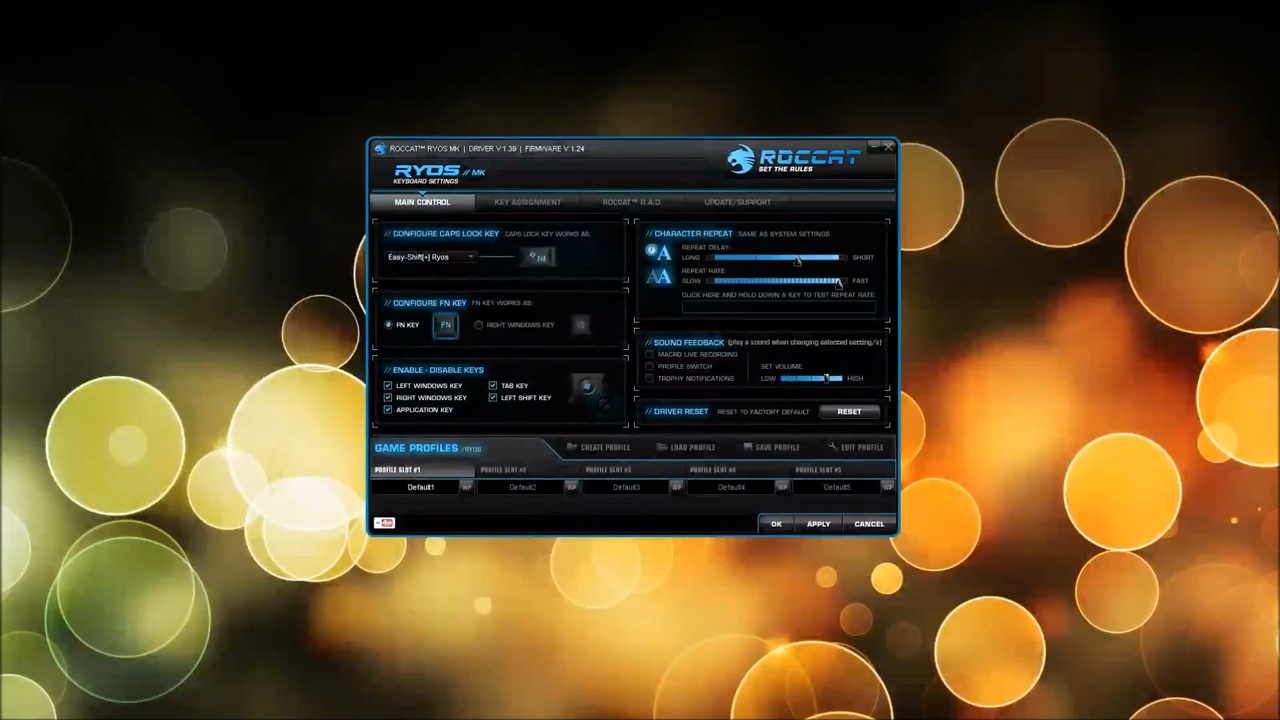 ROCCAT™ RYOS MK | DRIVER V 1.39 | FIRMWARE V 1.24
RYOS // MK
KEYBOARD SETTINGS
ROCCAT
SET THE RULES
MAIN CONTROL
KEY ASSIGNMENT
ROCCAT™ R.A.D.
UPDATE/SUPPORT
// CONFIGURE CAPS LOCK KEY CAPS LOCK KEY WORKS AS:
Easy-Shift[+] Ryos
// CONFIGURE FN KEY FN KEY WORKS AS:
FN KEY
FN
RIGHT WINDOWS KEY
// ENABLE - DISABLE KEYS
LEFT WINDOWS KEY
TAB KEY
RIGHT WINDOWS KEY
LEFT SHIFT KEY
APPLICATION KEY
// CHARACTER REPEAT SAME AS SYSTEM SETTINGS
A
REPEAT DELAY:
LONG
SHORT
AA
REPEAT RATE:
SLOW
FAST
CLICK HERE AND HOLD DOWN A KEY TO TEST REPEAT RATE:
// SOUND FEEDBACK (play a sound when changing selected setting/s)
MACRO LIVE RECORDING
PROFILE SWITCH
SET VOLUME:
TROPHY NOTIFICATIONS
LOW
HIGH
// DRIVER RESET RESET TO FACTORY DEFAULT
RESET
GAME PROFILES /RYOS
CREATE PROFILE
LOAD PROFILE
SAVE PROFILE
EDIT PROFILE
PROFILE SLOT #1
PROFILE SLOT #2
PROFILE SLOT #3
PROFILE SLOT #4
PROFILE SLOT #5
Default1
Default2
Default3
Default4
Default5
OK
APPLY
CANCEL